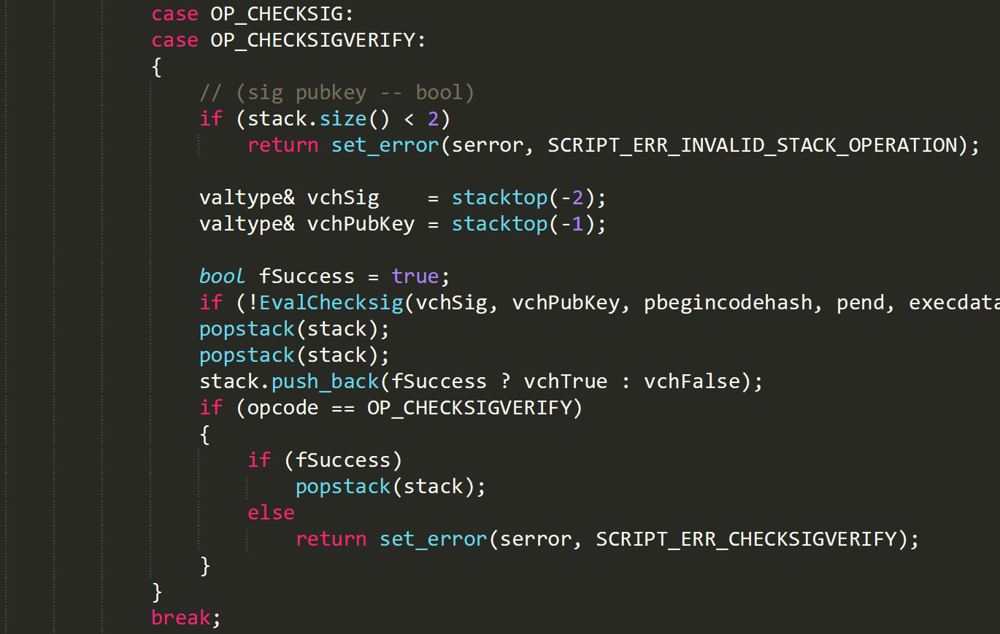 case OP_CHECKSIG:
case OP_CHECKSIGVERIFY:
{
// (sig pubkey -- bool)
if (stack.size() < 2)
return set_error(serror, SCRIPT_ERR_INVALID_STACK_OPERATION);
valtype& vchSig    = stacktop(-2);
valtype& vchPubKey = stacktop(-1);
bool fSuccess = true;
if (!EvalChecksig(vchSig, vchPubKey, pbegincodehash, pend, execdata
popstack(stack);
popstack(stack);
stack.push_back(fSuccess ? vchTrue : vchFalse);
if (opcode == OP_CHECKSIGVERIFY)
{
if (fSuccess)
popstack(stack);
else
return set_error(serror, SCRIPT_ERR_CHECKSIGVERIFY);
}
}
break;